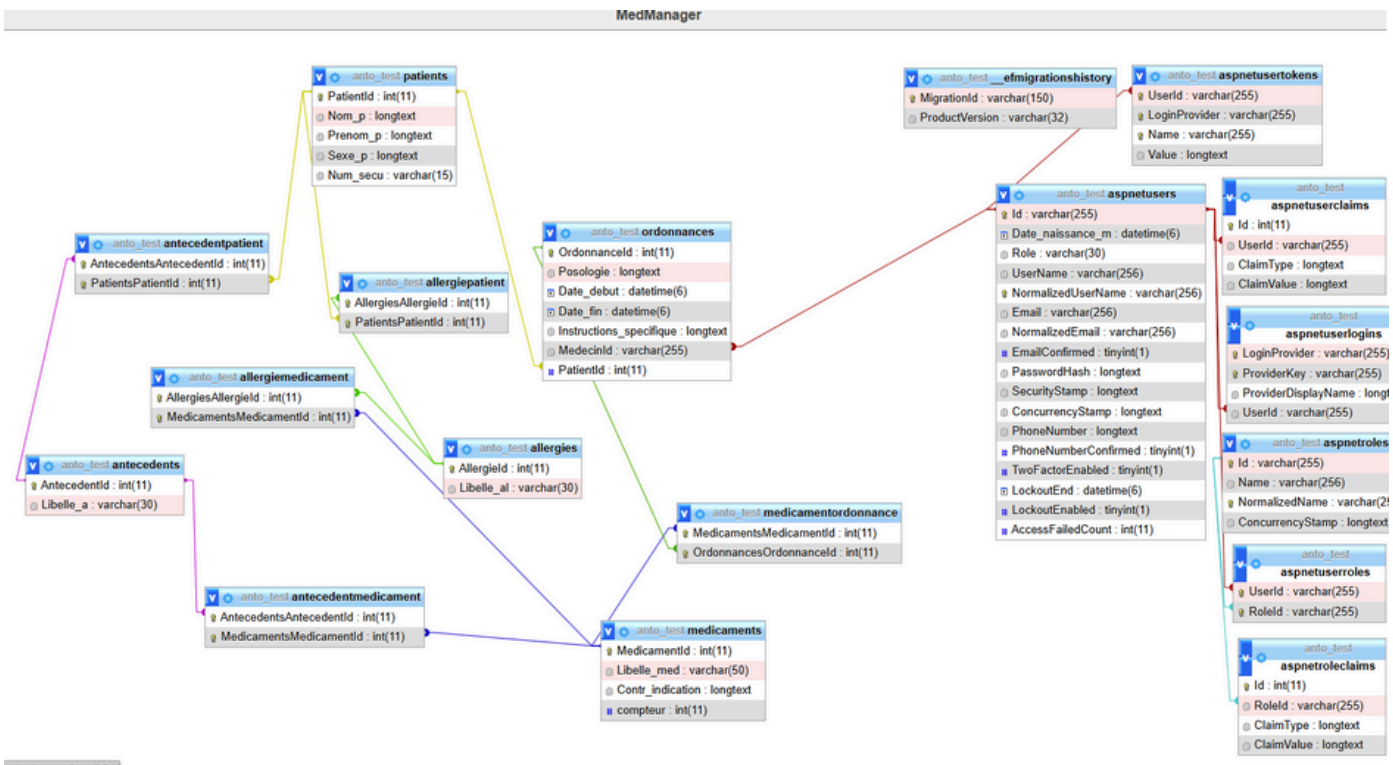 MedManager
anto_test patients
PatientId : int(11)
Nom_p : longtext
Prenom_p : longtext
Sexe_p : longtext
Num_secu : varchar(15)
anto_test __efmigrationshistory
MigrationId : varchar(150)
ProductVersion : varchar(32)
anto_test aspnetusertokens
UserId : varchar(255)
LoginProvider : varchar(255)
Name : varchar(255)
Value : longtext
anto_test antecedentpatient
AntecedentsAntecedentId : int(11)
PatientsPatientId : int(11)
anto_test allergiepatient
AllergiesAllergieId : int(11)
PatientsPatientId : int(11)
anto_test ordonnances
OrdonnanceId : int(11)
Posologie : longtext
Date_debut : datetime(6)
Date_fin : datetime(6)
Instructions_specifique : longtext
MedecinId : varchar(255)
PatientId : int(11)
anto_test aspnetusers
Id : varchar(255)
Date_naissance_m : datetime(6)
Role : varchar(30)
UserName : varchar(256)
NormalizedUserName : varchar(256)
Email : varchar(256)
NormalizedEmail : varchar(256)
EmailConfirmed : tinyint(1)
PasswordHash : longtext
SecurityStamp : longtext
ConcurrencyStamp : longtext
PhoneNumber : longtext
PhoneNumberConfirmed : tinyint(1)
TwoFactorEnabled : tinyint(1)
LockoutEnd : datetime(6)
LockoutEnabled : tinyint(1)
AccessFailedCount : int(11)
anto_test
aspnetuserclaims
Id : int(11)
UserId : varchar(255)
ClaimType : longtext
ClaimValue : longtext
anto_test
aspnetuserlogins
LoginProvider : varchar(255)
ProviderKey : varchar(255)
ProviderDisplayName : longt
UserId : varchar(255)
anto_test aspnetroles
Id : varchar(255)
Name : varchar(256)
NormalizedName : varchar(25
ConcurrencyStamp : longtext
anto_test
aspnetuserroles
UserId : varchar(255)
RoleId : varchar(255)
anto_test
aspnetroleclaims
Id : int(11)
RoleId : varchar(255)
ClaimType : longtext
ClaimValue : longtext
anto_test allergiemedicament
AllergiesAllergieId : int(11)
MedicamentsMedicamentId : int(11)
anto_test allergies
AllergieId : int(11)
Libelle_al : varchar(30)
anto_test antecedents
AntecedentId : int(11)
Libelle_a : varchar(30)
anto_test medicamentordonnance
MedicamentsMedicamentId : int(11)
OrdonnancesOrdonnanceId : int(11)
anto_test antecedentmedicament
AntecedentsAntecedentId : int(11)
MedicamentsMedicamentId : int(11)
anto_test medicaments
MedicamentId : int(11)
Libelle_med : varchar(50)
Contr_indication : longtext
compteur : int(11)